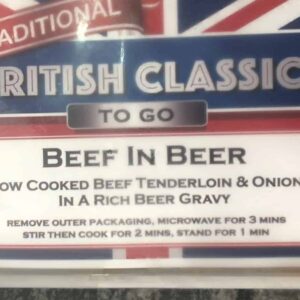 ADITIONAL
RITISH CLASSIC
TO GO
BEEF IN BEER
OW COOKED BEEF TENDERLOIN & ONION
IN A RICH BEER GRAVY
REMOVE OUTER PACKAGING, MICROWAVE FOR 3 MINS
STIR THEN COOK FOR 2 MINS, STAND FOR 1 MIN